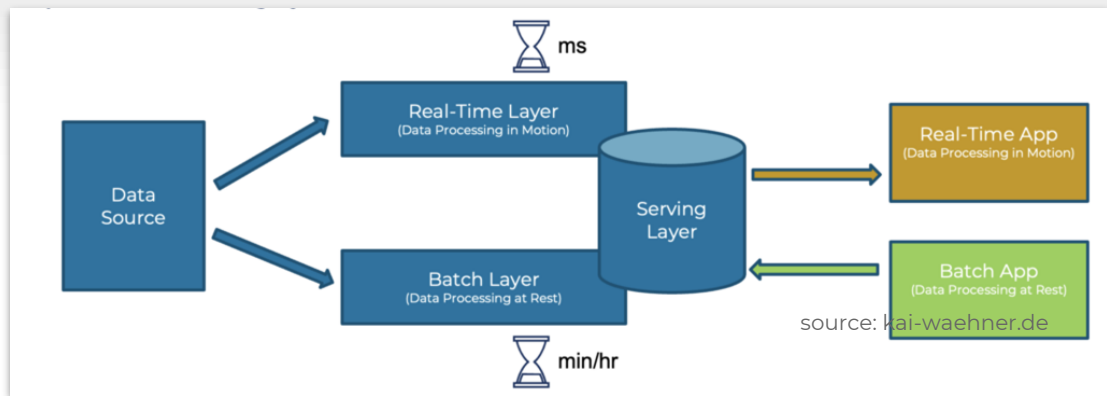 ms
Real-Time Layer
(Data Processing in Motion)
Data
Source
Serving
Layer
Real-Time App
(Data Processing in Motion)
Batch Layer
(Data Processing at Rest)
Batch App
(Data Processing at Rest)
source: kai-waehner.de
min/hr